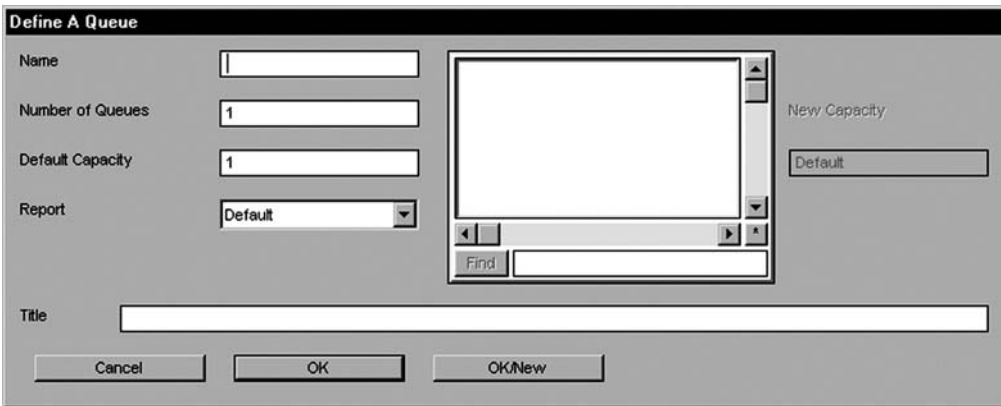 Define A Queue
Name
Number of Queues 1
New Capacity
Default Capacity 1
Default
Report Default
Find
Title
Cancel OK OK/New